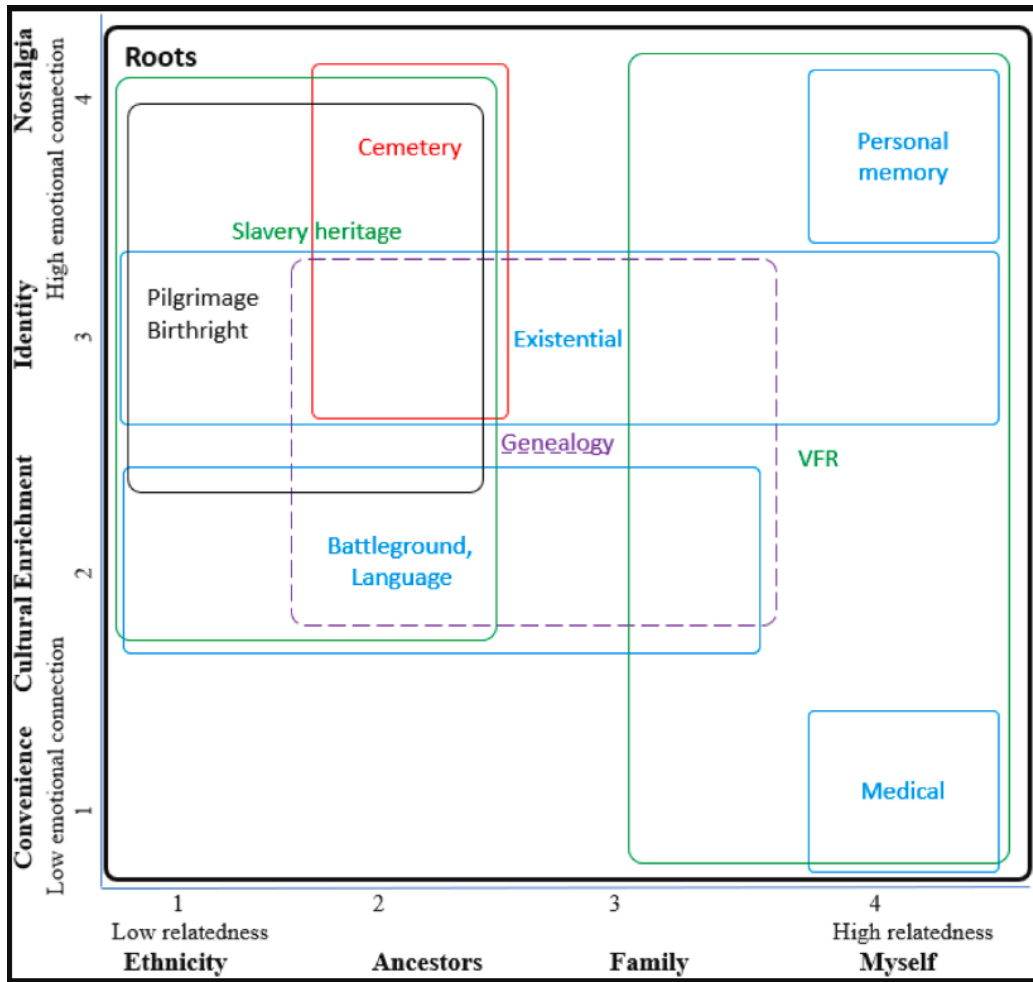 Roots
Cemetery
Personal
memory
Slavery heritage
Pilgrimage
Birthright
Existential
Genealogy
VFR
Battleground,
Language
Medical
Nostalgia
High emotional connection
4
Identity
3
Cultural Enrichment
2
Convenience
Low emotional connection
1
1
2
3
4
Low relatedness
High relatedness
Ethnicity
Ancestors
Family
Myself